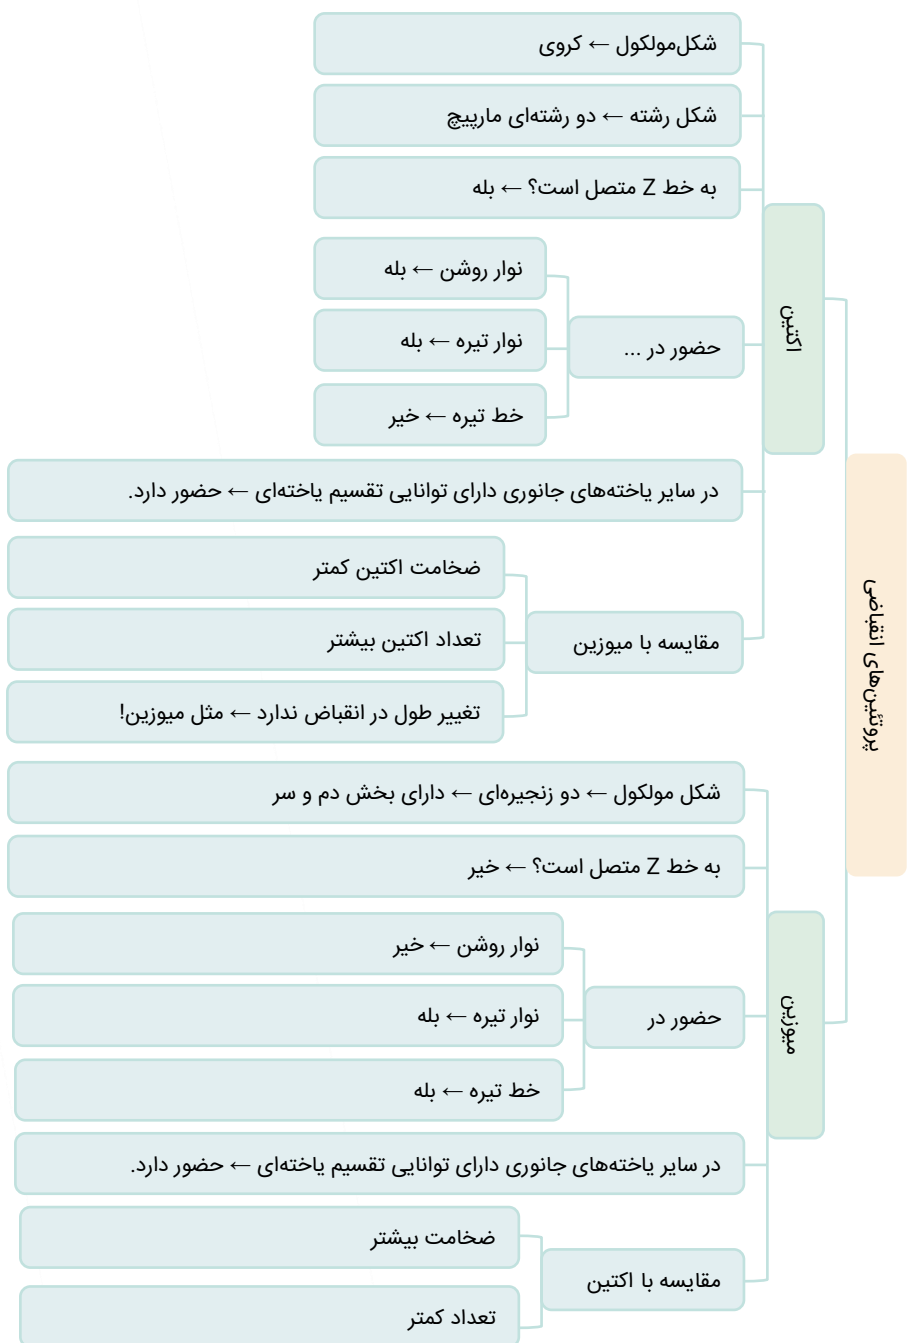 پروتئین‌های انقباضی
اکتین
شکل‌مولکول ← کروی
شکل رشته ← دو رشته‌ای مارپیچ
به خط Z متصل است؟ ← بله
حضور در ...
نوار روشن ← بله
نوار تیره ← بله
خط تیره ← خیر
در سایر یاخته‌های جانوری دارای توانایی تقسیم یاخته‌ای ← حضور دارد.
مقایسه با میوزین
ضخامت اکتین کمتر
تعداد اکتین بیشتر
تغییر طول در انقباض ندارد ← مثل میوزین!
میوزین
شکل مولکول ← دو زنجیره‌ای ← دارای بخش دم و سر
به خط Z متصل است؟ ← خیر
حضور در
نوار روشن ← خیر
نوار تیره ← بله
خط تیره ← بله
در سایر یاخته‌های جانوری دارای توانایی تقسیم یاخته‌ای ← حضور دارد.
مقایسه با اکتین
ضخامت بیشتر
تعداد کمتر